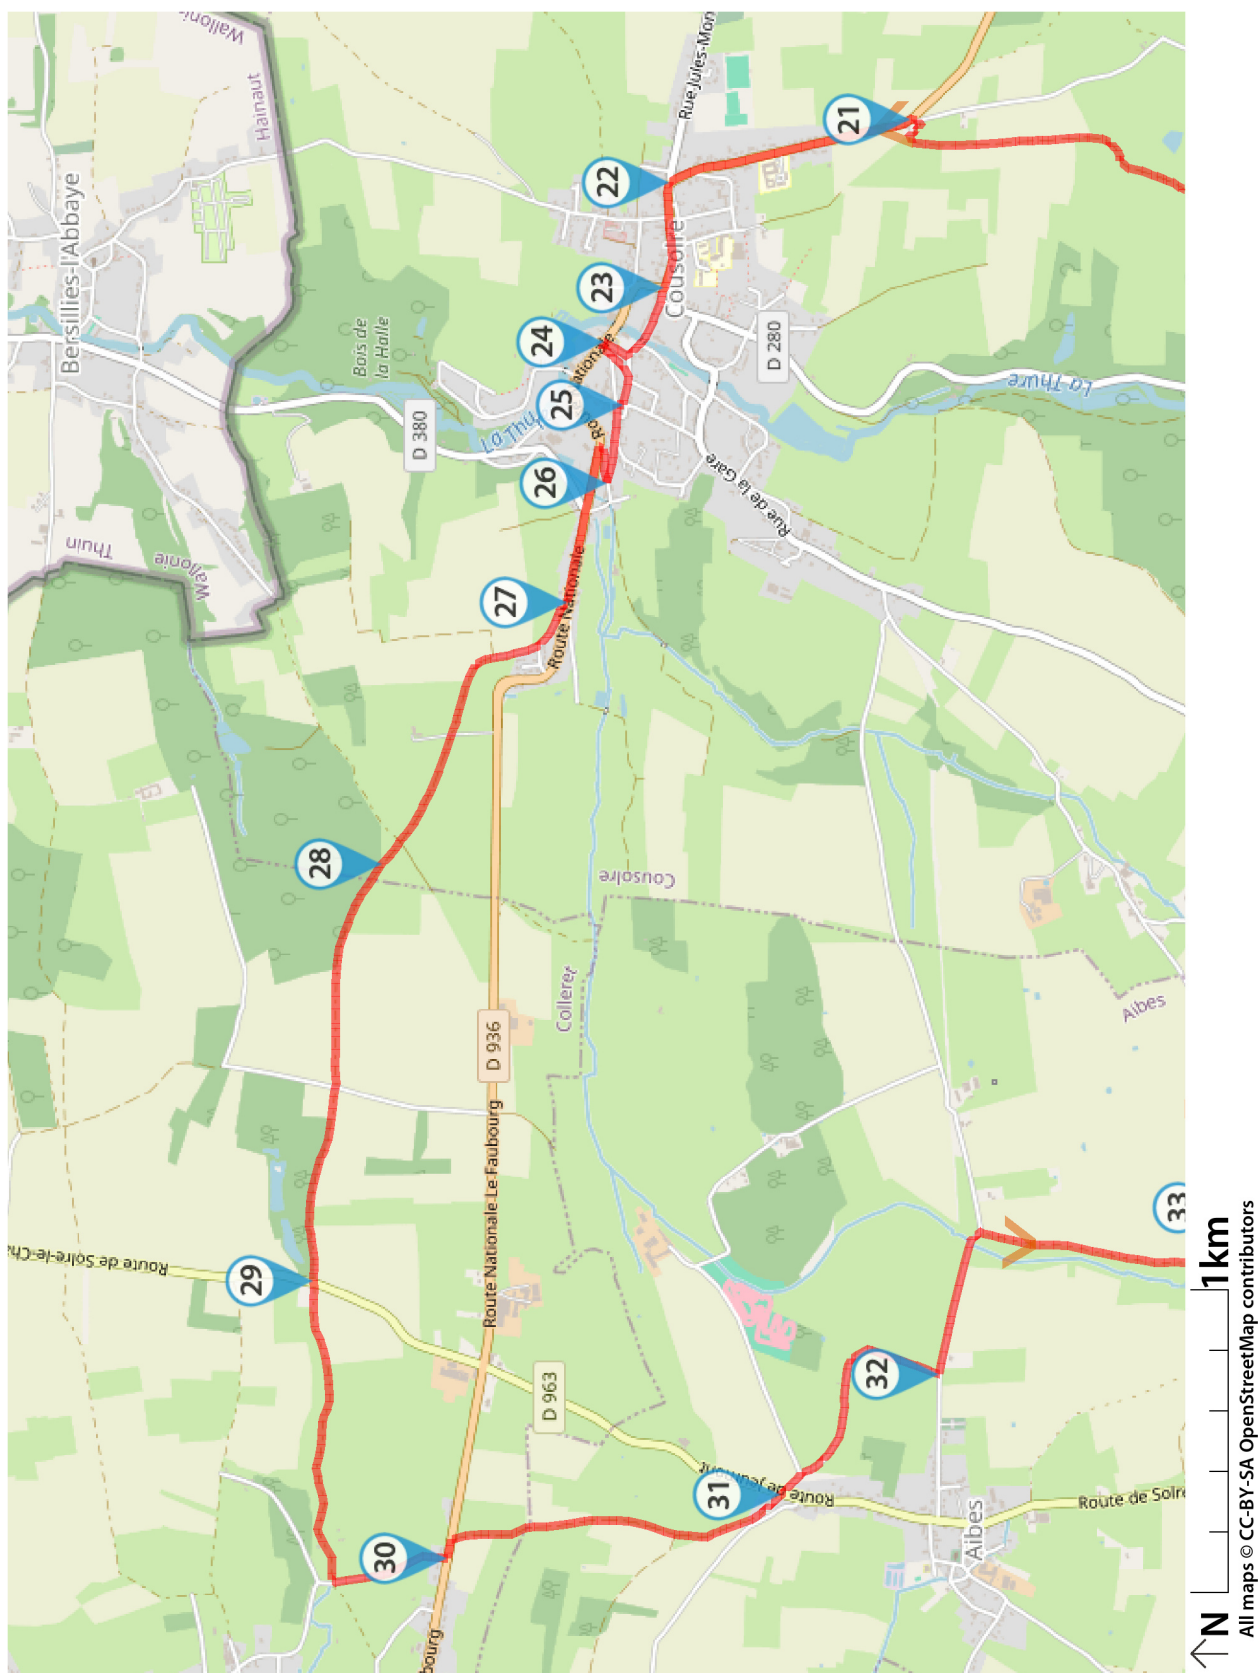 Wallonie
Hainaut
Bersillies-l'Abbaye
Rue Jules-Mon
21
22
Cousolre
23
24
Bois de
la Halle
25
D 280
La Thure
D 380
La Thu
26
Rue de la Gare
Thuin
Wallonie
27
Route Nationale
28
Cousolre
Colleret
Aibes
D 936
Route Nationale Le Faubourg
Route de Solre-le-Ch
29
33
D 963
32
31
Route de Jeumont
Route de Solre
Aibes
30
bourg
1km
N
All maps © CC-BY-SA OpenStreetMap contributors